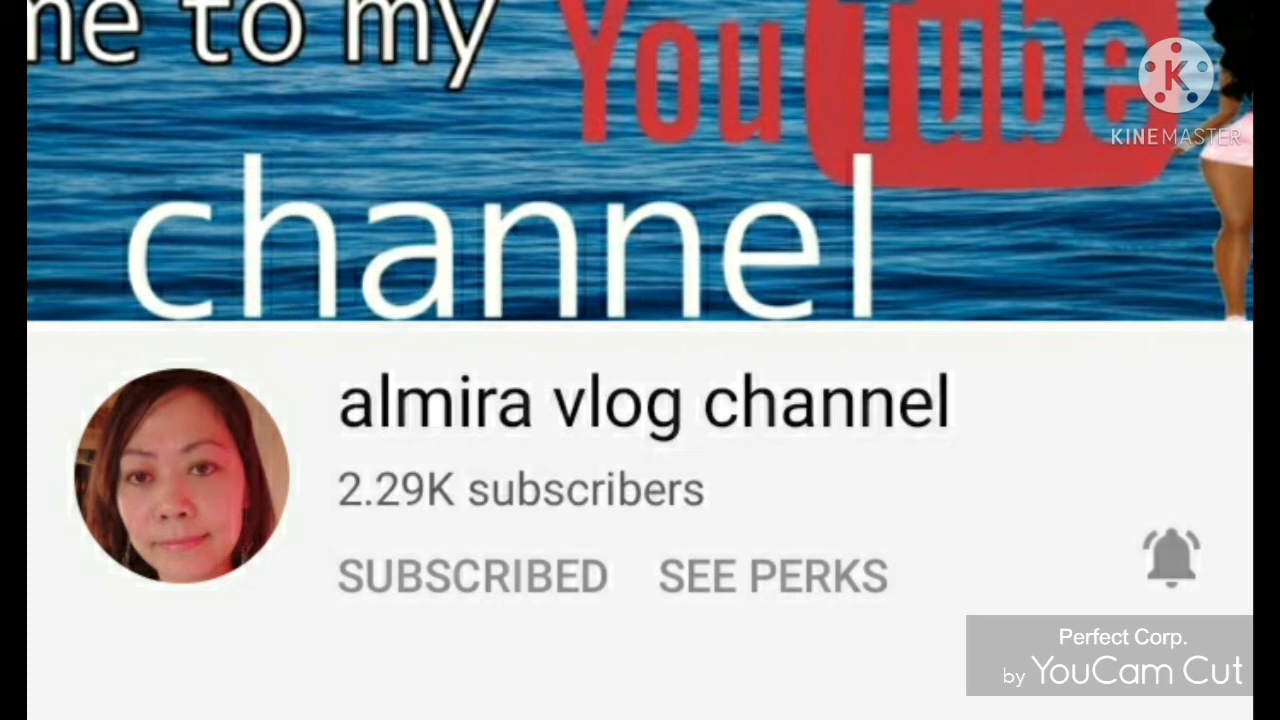 me to my YouTube
KINEMASTER
channel
almira vlog channel
2.29K subscribers
SUBSCRIBED SEE PERKS
Perfect Corp.
by YouCam Cut